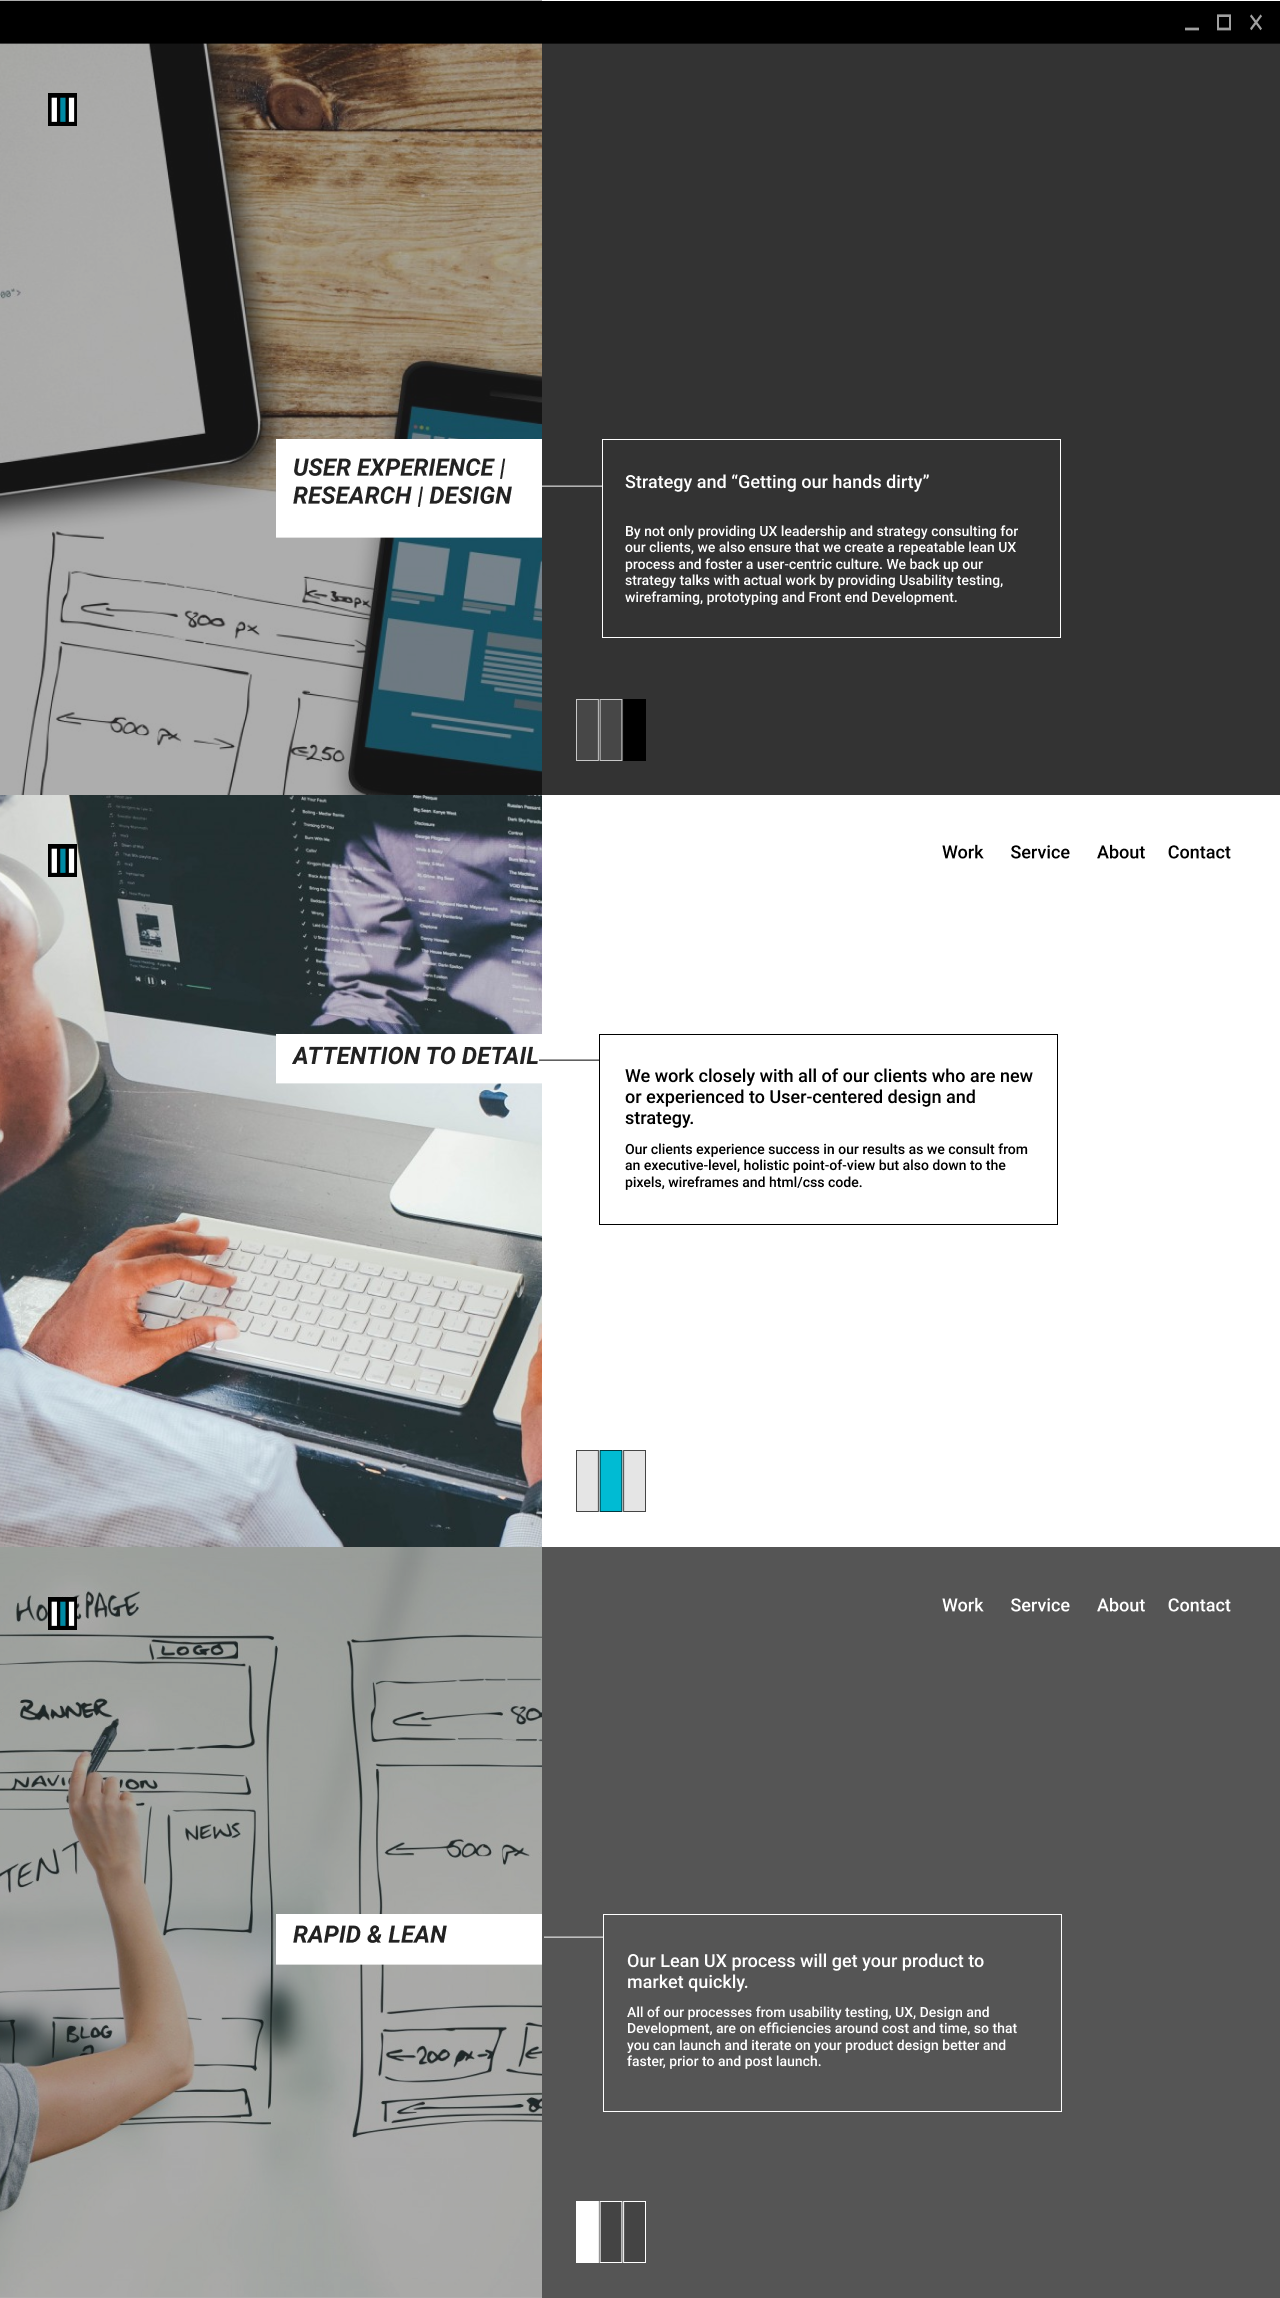 USER EXPERIENCE |
RESEARCH | DESIGN
Strategy and “Getting our hands dirty”
By not only providing UX leadership and strategy consulting for
our clients, we also ensure that we create a repeatable lean UX
process and foster a user-centric culture. We back up our
strategy talks with actual work by providing Usability testing,
wireframing, prototyping and Front end Development.
300px
800 px
500 px
250
Work Service About Contact
ATTENTION TO DETAIL
We work closely with all of our clients who are new
or experienced to User-centered design and
strategy.
Our clients experience success in our results as we consult from
an executive-level, holistic point-of-view but also down to the
pixels, wireframes and html/css code.
Work Service About Contact
PAGE
LOGO
BANNER
80
NEWS
500 px
TENT
RAPID & LEAN
Our Lean UX process will get your product to
market quickly.
All of our processes from usability testing, UX, Design and
Development, are on efficiencies around cost and time, so that
you can launch and iterate on your product design better and
faster, prior to and post launch.
BLOG
200 px